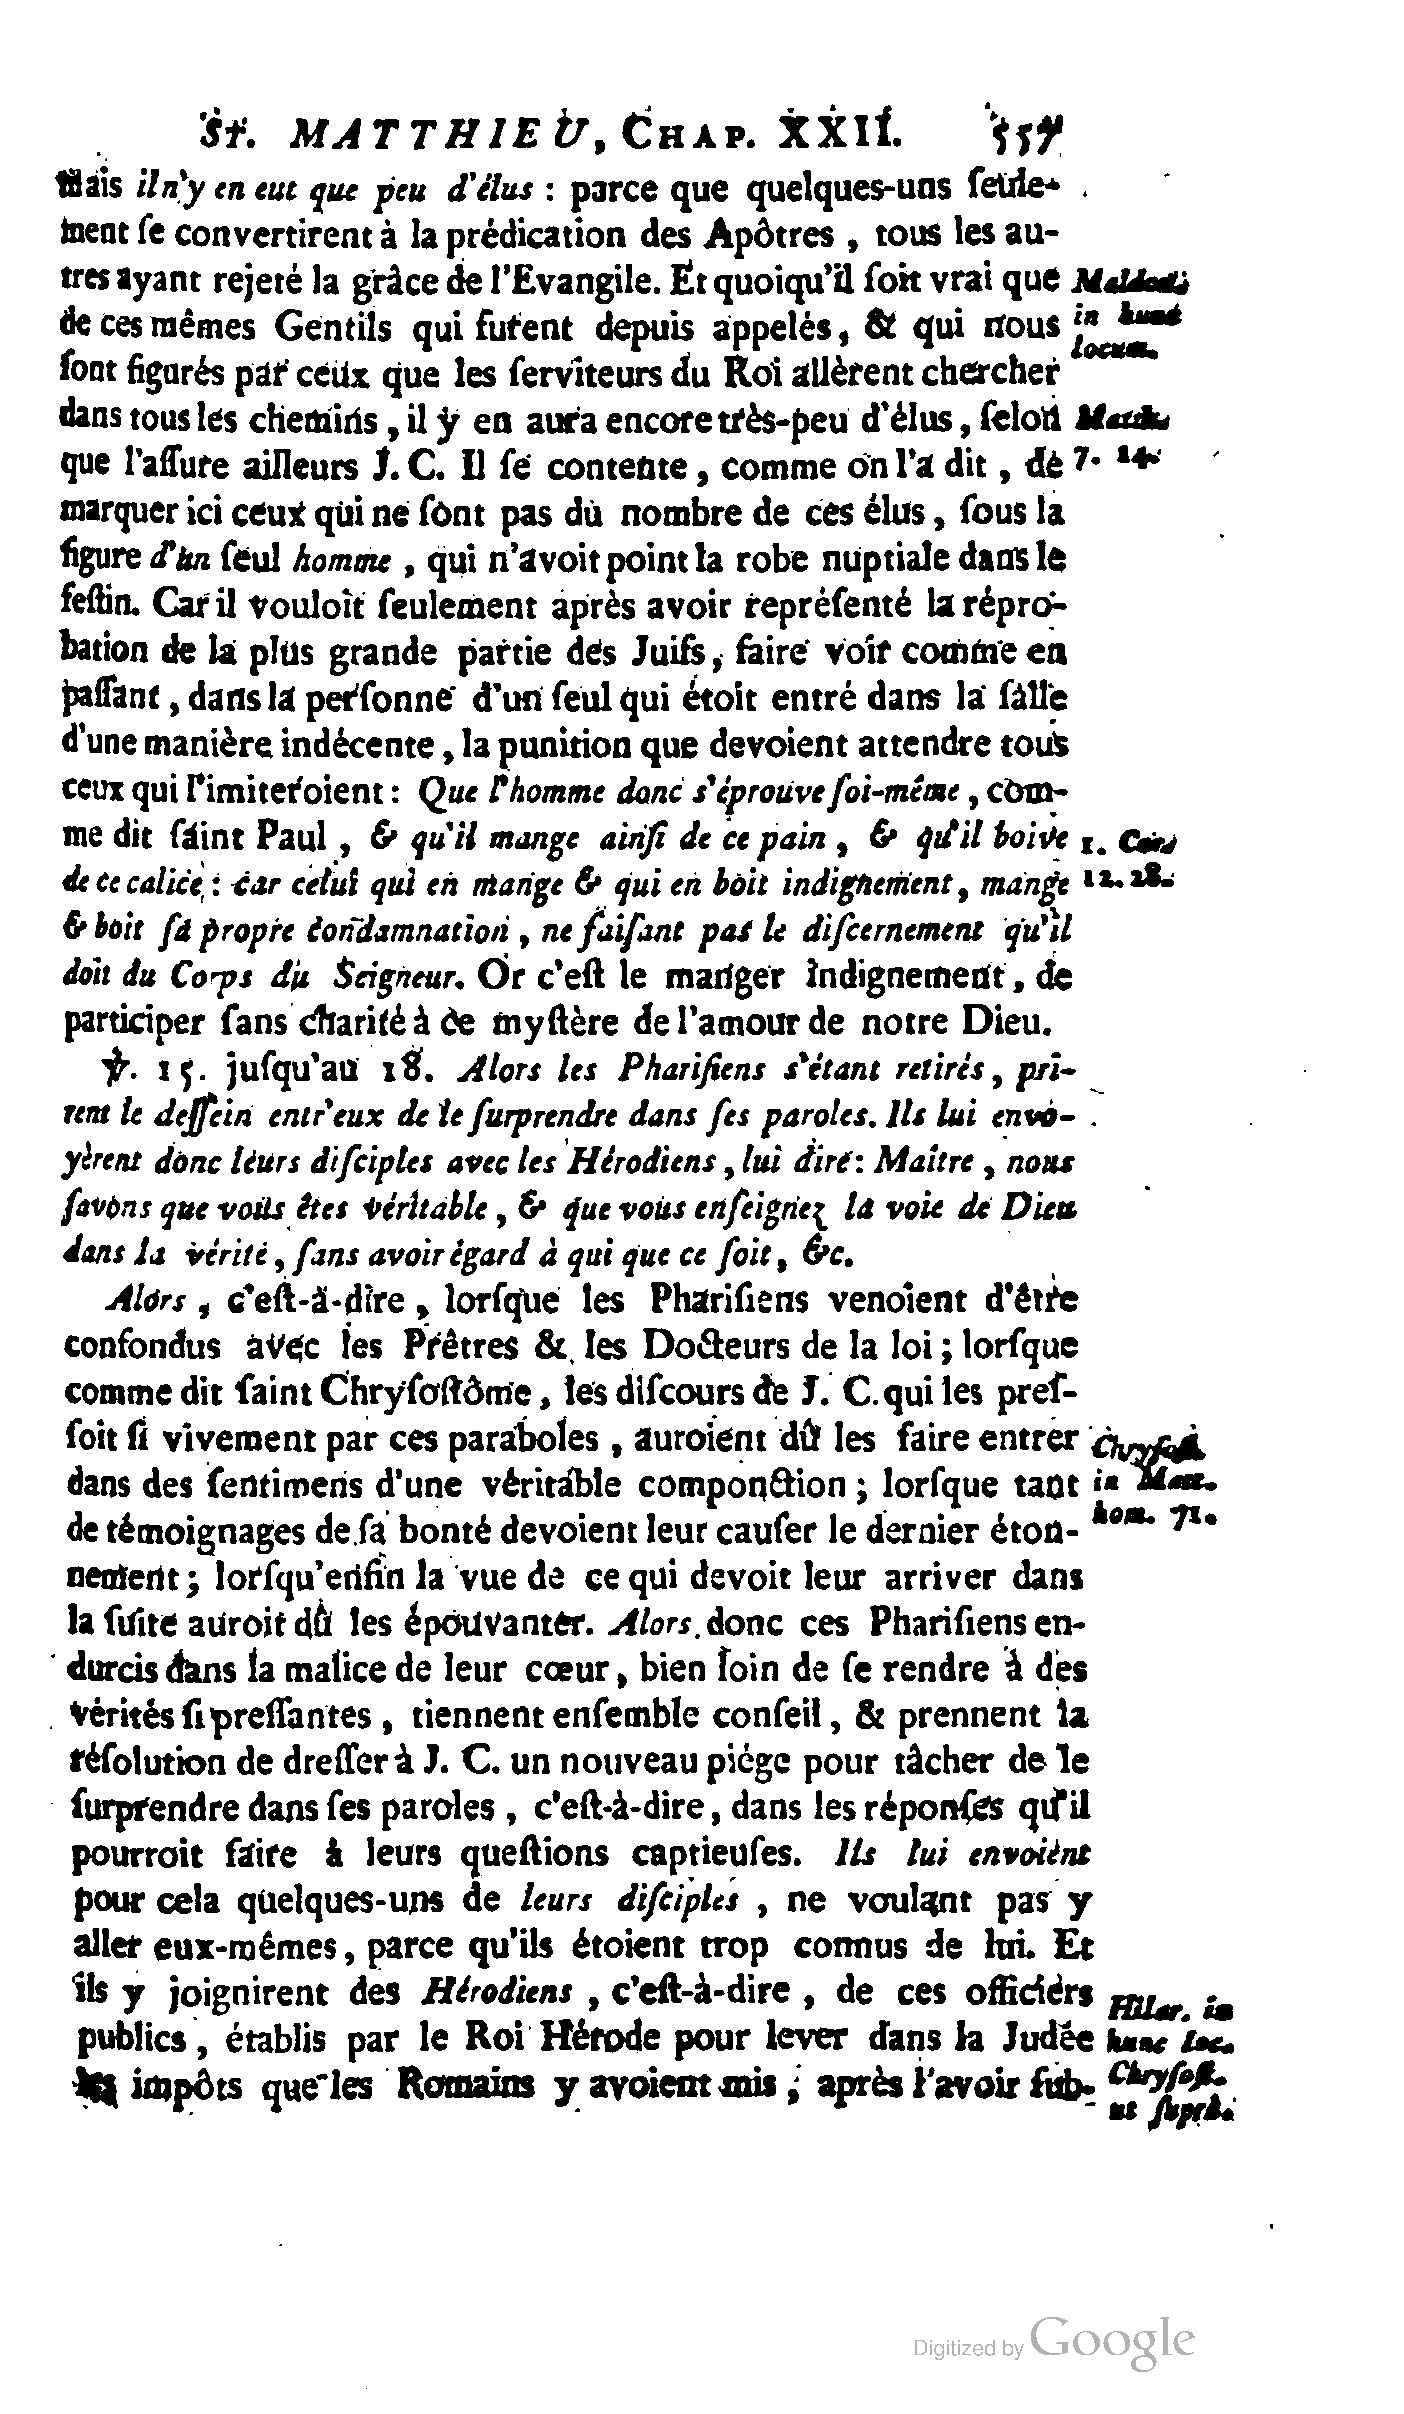 St. MATTHIEU, CHAP. XXII. 557
mais il n'y en eut que peu d'élus : parce que quelques-uns ſeule-
ment ſe convertirent à la prédication des Apôtres , tous les au-
tres ayant rejeté la grâce de l'Evangile. Et quoiqu'il ſoit vrai que
Maldonat.
in hunc
locum.
de ces mêmes Gentils qui furent depuis appelés, & qui nous
ſont figurés par ceux que les ſerviteurs du Roi allèrent chercher
dans tous les chemins , il y en aura encore très-peu d'élus, ſelon
Matth.
7. 14.
que l'aſſure ailleurs J. C. Il ſe contente , comme on l'a dit , de
marquer ici ceux qui ne ſont pas du nombre de ces élus, ſous la
figure d'un ſeul homme , qui n'avoit point la robe nuptiale dans le
feſtin. Car il vouloit ſeulement après avoir repréſenté la répro-
bation de la plus grande partie des Juifs, faire voir comme en
paſſant , dans la perſonne d'un ſeul qui étoit entré dans la ſalle
d'une manière indécente , la punition que devoient attendre tous
ceux qui l'imiteroient : Que l'homme donc s'éprouve ſoi-même , com-
me dit ſaint Paul , & qu'il mange ainſi de ce pain , & qu'il boive
1. Cor.
12. 28.
de ce calice : car celui qui en mange & qui en boit indignement, mange
& boit ſa propre condamnation , ne faiſant pas le diſcernement qu'il
doit du Corps du Seigneur. Or c'eſt le manger indignement, de
participer ſans charité à ce myſtère de l'amour de notre Dieu.
℣. 15. juſqu'au 18. Alors les Phariſiens s'étant retirés, pri-
rent le deſſein entr'eux de le ſurprendre dans ſes paroles. Ils lui envo-
yèrent donc leurs diſciples avec les Hérodiens , lui dire : Maître , nous
ſavons que vous êtes véritable , & que vous enſeignez la voie de Dieu
dans la vérité , ſans avoir égard à qui que ce ſoit, &c.
Alors , c'eſt-à-dire , lorſque les Phariſiens venoient d'être
confondus avec les Prêtres & les Docteurs de la loi ; lorſque
comme dit ſaint Chryſoſtôme, les diſcours de J. C. qui les preſ-
ſoit ſi vivement par ces paraboles , auroient dû les faire entrer
Chryſoſt.
in Matt.
hom. 71.
dans des ſentimens d'une véritable componction ; lorſque tant
de témoignages de ſa bonté devoient leur cauſer le dernier éton-
nement ; lorſqu'enfin la vue de ce qui devoit leur arriver dans
la ſuite auroit dû les épouvanter. Alors donc ces Phariſiens en-
durcis dans la malice de leur cœur, bien loin de ſe rendre à des
vérités ſi preſſantes , tiennent enſemble conſeil , & prennent la
réſolution de dreſſer à J. C. un nouveau piége pour tâcher de le
ſurprendre dans ſes paroles , c'eſt-à-dire, dans les réponſes qu'il
pourroit faire à leurs queſtions captieuſes. Ils lui envoient
pour cela quelques-uns de leurs diſciples , ne voulant pas y
aller eux-mêmes, parce qu'ils étoient trop connus de lui. Et
ils y joignirent des Hérodiens , c'eſt-à-dire , de ces officiers
Hilar. in
hunc loc.
Chryſoſt.
ut ſuprà.
publics , établis par le Roi Hérode pour lever dans la Judée
les impôts que les Romains y avoient mis ; après l'avoir ſub-
Digitized by Google